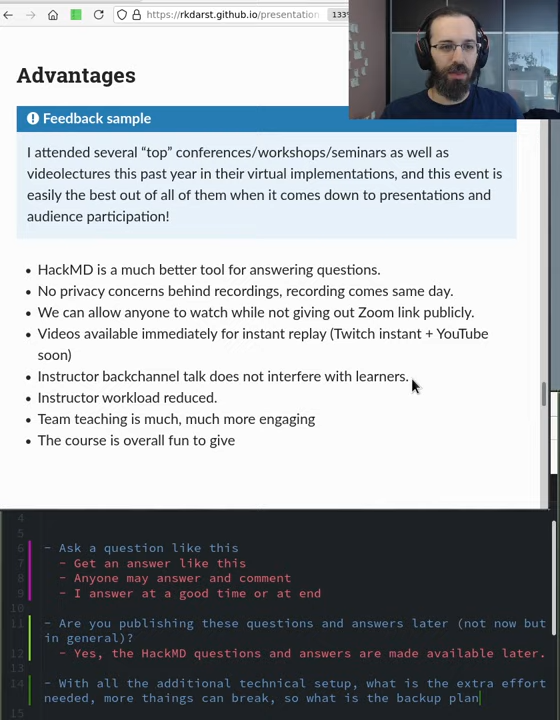 https://rkdarst.github.io/presentation
133%
Advantages
Feedback sample
I attended several “top” conferences/workshops/seminars as well as
videolectures this past year in their virtual implementations, and this event is
easily the best out of all of them when it comes down to presentations and
audience participation!
• HackMD is a much better tool for answering questions.
• No privacy concerns behind recordings, recording comes same day.
• We can allow anyone to watch while not giving out Zoom link publicly.
• Videos available immediately for instant replay (Twitch instant + YouTube
soon)
• Instructor backchannel talk does not interfere with learners.
• Instructor workload reduced.
• Team teaching is much, much more engaging
• The course is overall fun to give
4
5
6 - Ask a question like this
7 - Get an answer like this
8 - Anyone may answer and comment
9 - I answer at a good time or at end
10
11 - Are you publishing these questions and answers later (not now but
in general)?
12 - Yes, the HackMD questions and answers are made available later.
13
14 - With all the additional technical setup, what is the extra effort
needed, more thaings can break, so what is the backup plan
15